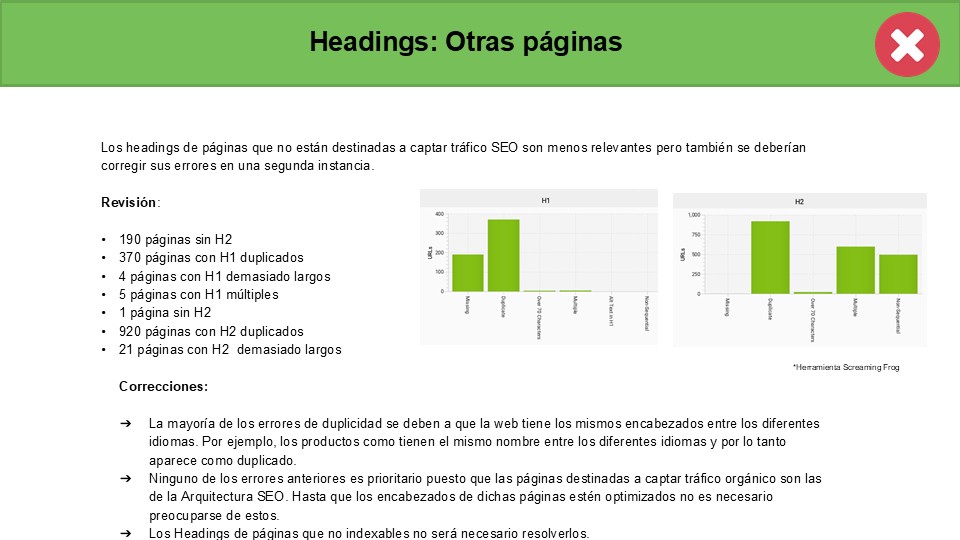 Headings: Otras páginas
Los headings de páginas que no están destinadas a captar tráfico SEO son menos relevantes pero también se deberían
corregir sus errores en una segunda instancia.
Revisión:
• 190 páginas sin H2
• 370 páginas con H1 duplicados
• 4 páginas con H1 demasiado largos
• 5 páginas con H1 múltiples
• 1 página sin H2
• 920 páginas con H2 duplicados
• 21 páginas con H2  demasiado largos
H1
400
300
200
100
0
URLs
Missing
Duplicate
Over 70 Characters
Multiple
Alt Text in H1
Non-Sequential
H2
1,000
750
500
250
0
URLs
Missing
Duplicate
Over 70 Characters
Multiple
Non-Sequential
*Herramienta Screaming Frog
Correcciones:
➔ La mayoría de los errores de duplicidad se deben a que la web tiene los mismos encabezados entre los diferentes
idiomas. Por ejemplo, los productos como tienen el mismo nombre entre los diferentes idiomas y por lo tanto
aparece como duplicado.
➔ Ninguno de los errores anteriores es prioritario puesto que las páginas destinadas a captar tráfico orgánico son las
de la Arquitectura SEO. Hasta que los encabezados de dichas páginas estén optimizados no es necesario
preocuparse de estos.
➔ Los Headings de páginas que no indexables no será necesario resolverlos.